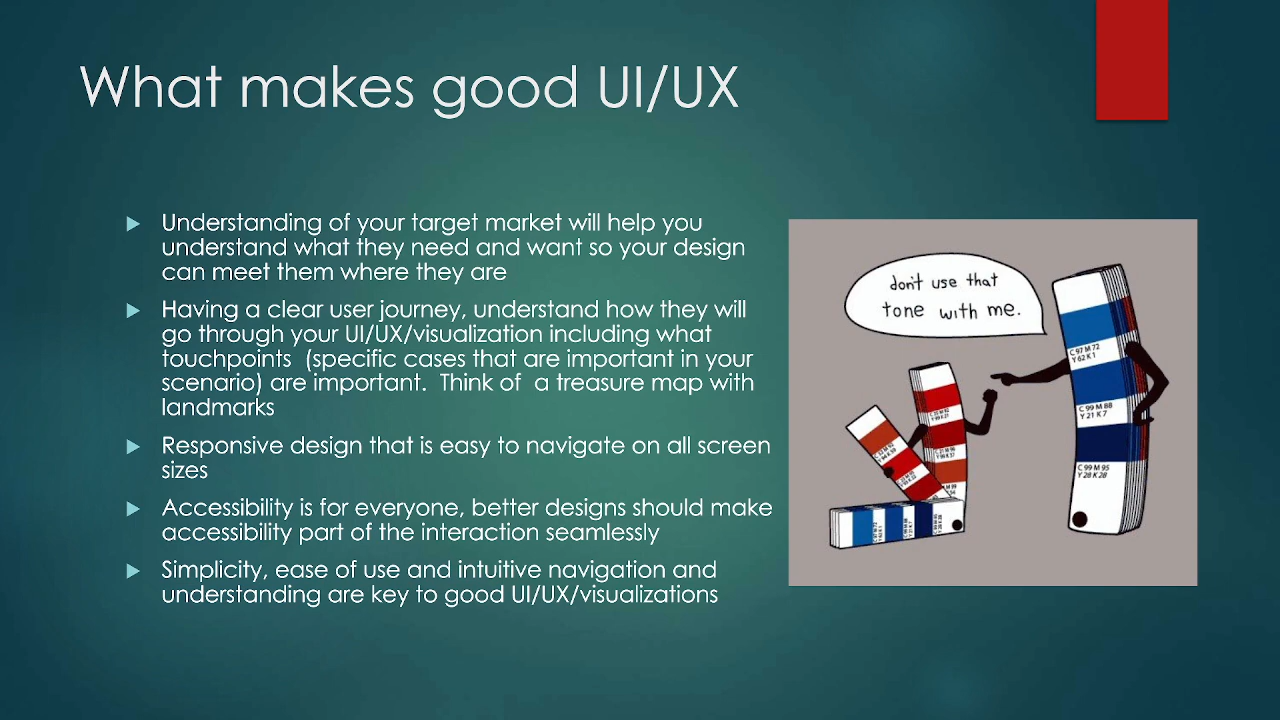 What makes good UI/UX
Understanding of your target market will help you
understand what they need and want so your design
can meet them where they are
Having a clear user journey, understand how they will
go through your UI/UX/visualization including what
touchpoints (specific cases that are important in your
scenario) are important. Think of a treasure map with
landmarks
Responsive design that is easy to navigate on all screen
sizes
Accessibility is for everyone, better designs should make
accessibility part of the interaction seamlessly
Simplicity, ease of use and intuitive navigation and
understanding are key to good UI/UX/visualizations
don't use that
tone with me.
C 97 M 72
Y 62 K 1
C 99 M 88
Y 21 K 7
C 99 M 95
Y 28 K 28